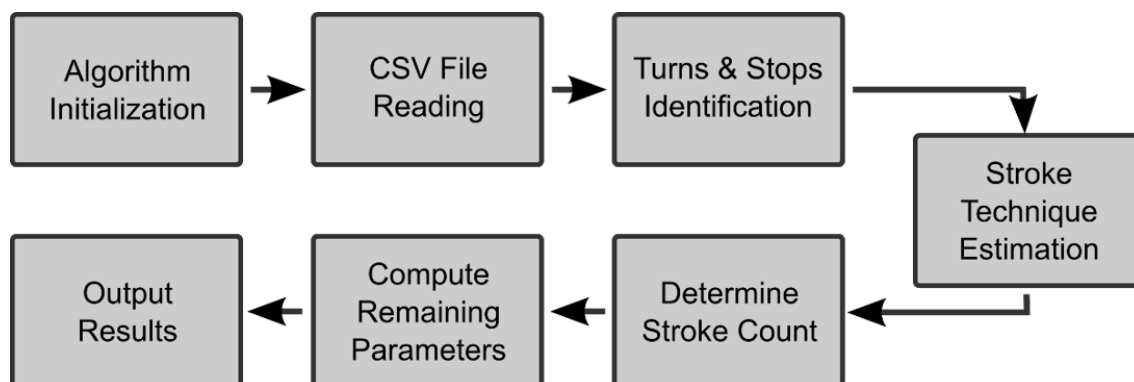 Algorithm
Initialization
CSV File
Reading
Turns & Stops
Identification
Stroke
Technique
Estimation
Determine
Stroke Count
Compute
Remaining
Parameters
Output
Results